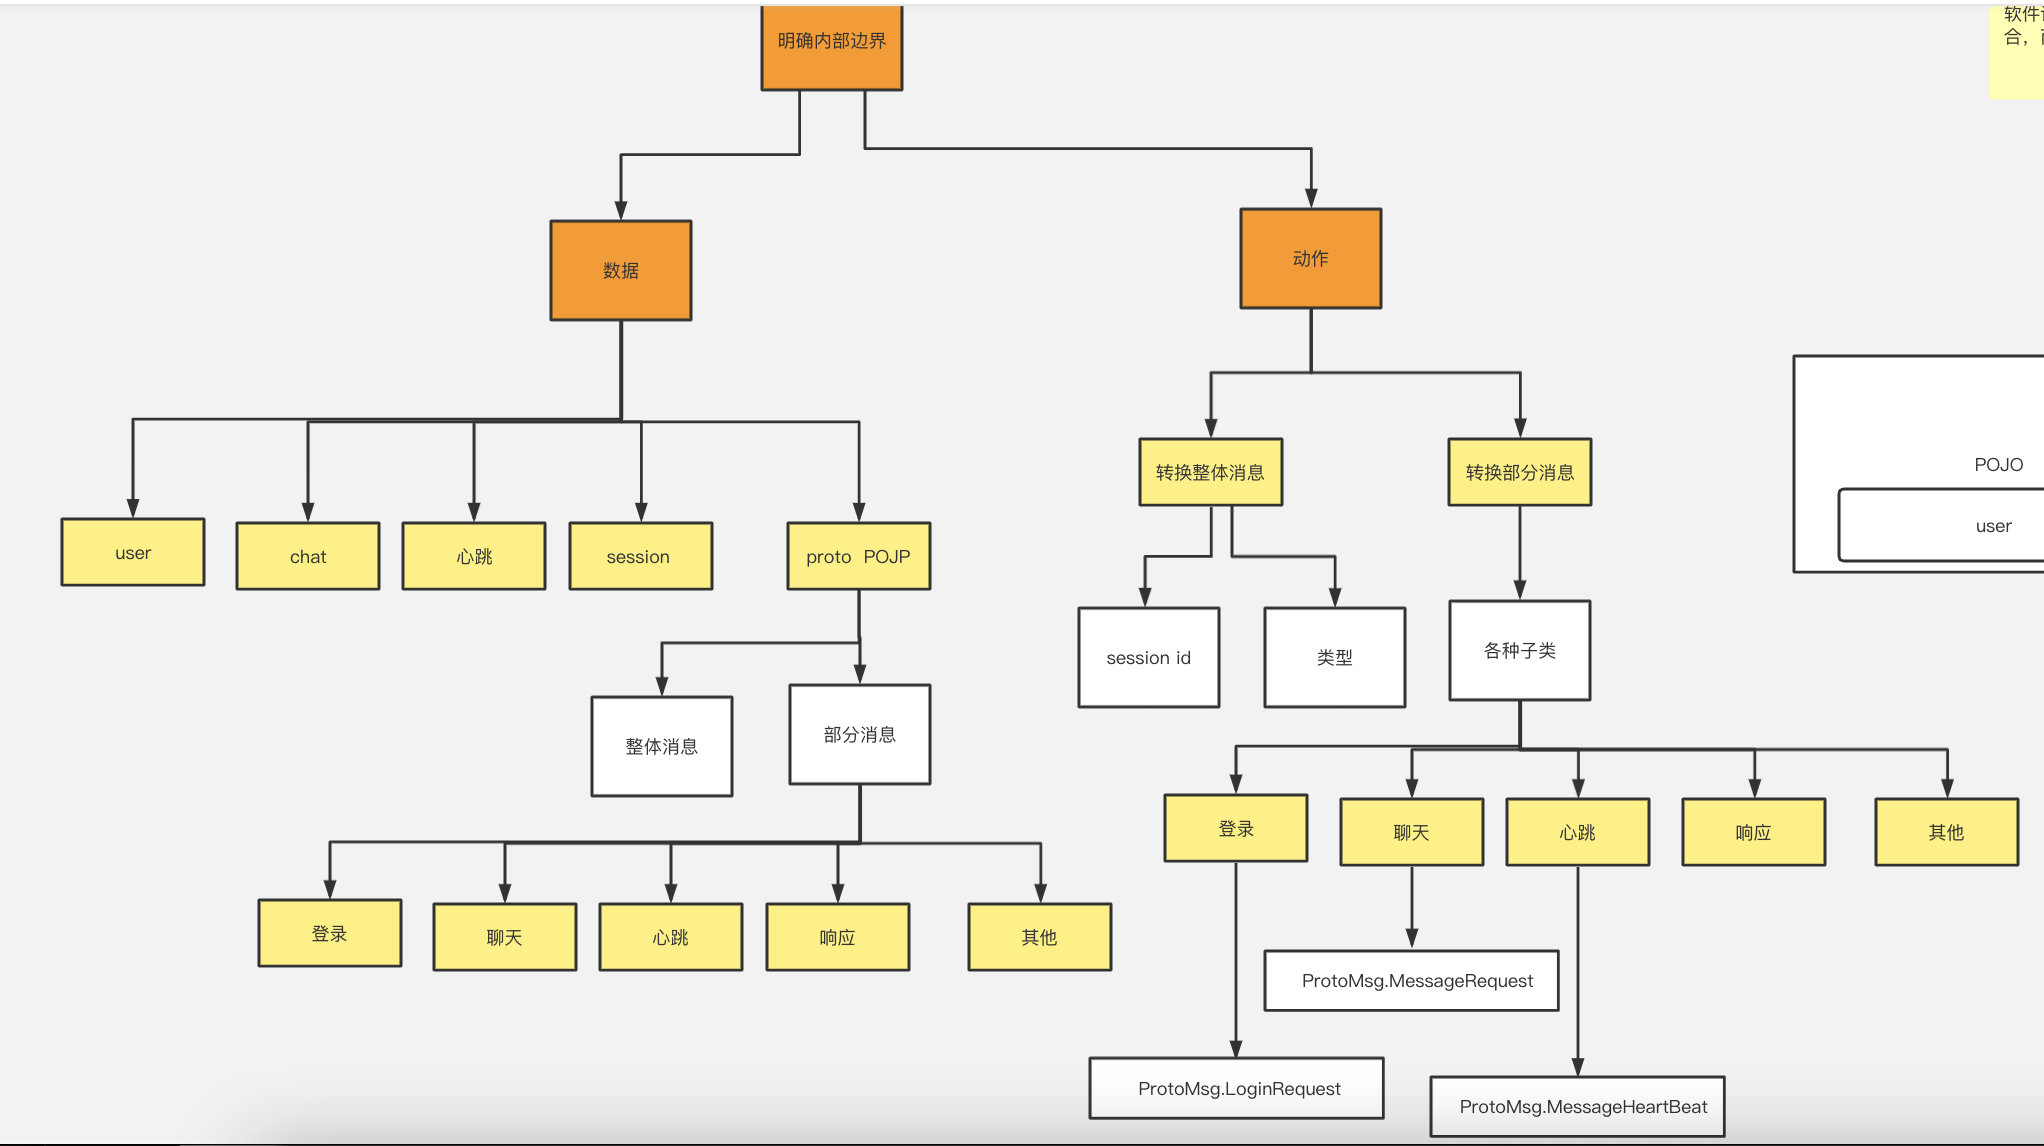 明确内部边界
软件
合，
数据
动作
user
chat
心跳
session
proto POJP
转换整体消息
转换部分消息
POJO
user
整体消息
部分消息
session id
类型
各种子类
登录
聊天
心跳
响应
其他
登录
聊天
心跳
响应
其他
ProtoMsg.MessageRequest
ProtoMsg.LoginRequest
ProtoMsg.MessageHeartBeat